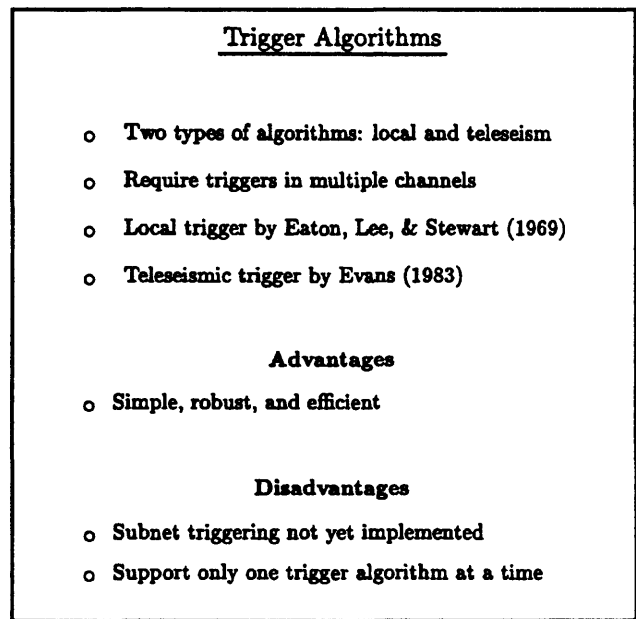 Trigger Algorithms
o Two types of algorithms: local and teleseism
o Require triggers in multiple channels
o Local trigger by Eaton, Lee, & Stewart (1969)
o Teleseismic trigger by Evans (1983)
Advantages
o Simple, robust, and efficient
Disadvantages
o Subnet triggering not yet implemented
o Support only one trigger algorithm at a time